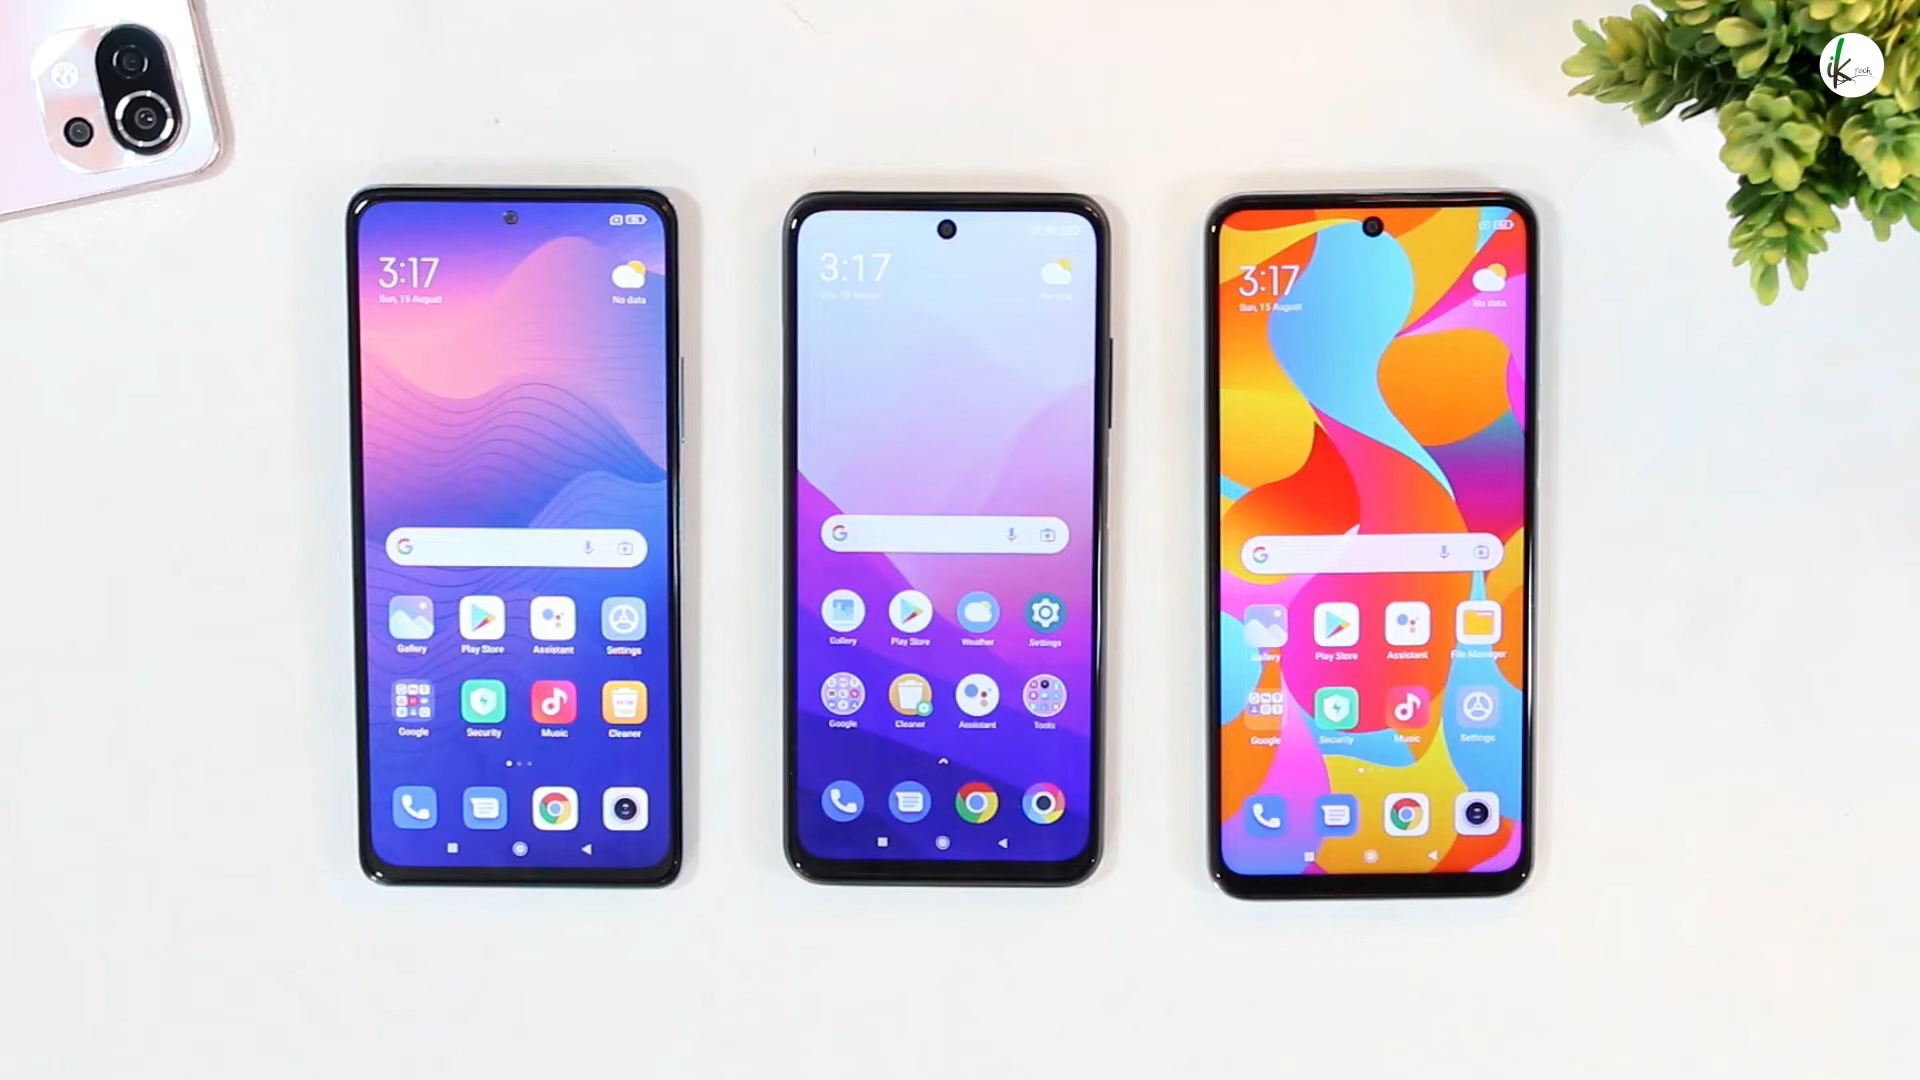 ik Tech
3:17
Sun, 15 August
No data
Gallery
Play Store
Assistant
Settings
Google
Security
Music
Cleaner
3:17
Gallery
Play Store
Weather
Settings
Google
Cleaner
Assistant
Tools
3:17
Sun, 15 August
No data
Gallery
Play Store
Assistant
File Manager
Google
Security
Music
Settings